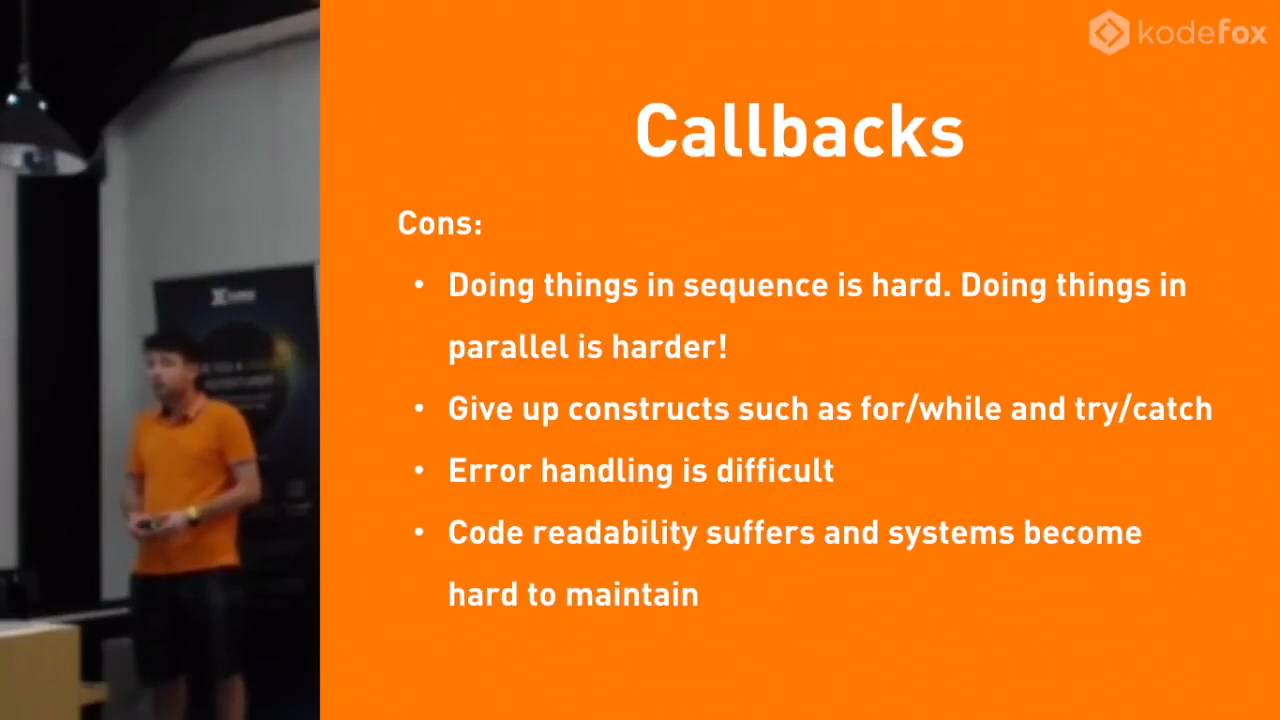 kodefox
Callbacks
Cons:
• Doing things in sequence is hard. Doing things in
parallel is harder!
• Give up constructs such as for/while and try/catch
• Error handling is difficult
• Code readability suffers and systems become
hard to maintain